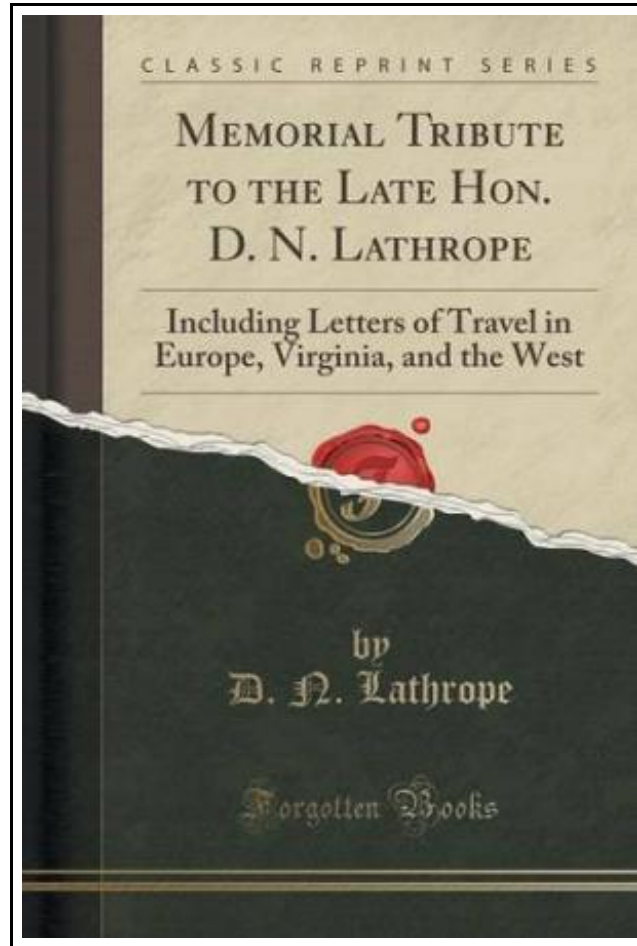 CLASSIC REPRINT SERIES
MEMORIAL TRIBUTE
TO THE LATE HON.
D. N. LATHROPE
Including Letters of Travel in
Europe, Virginia, and the West
F
by
D. N. Lathrope
Forgotten Books